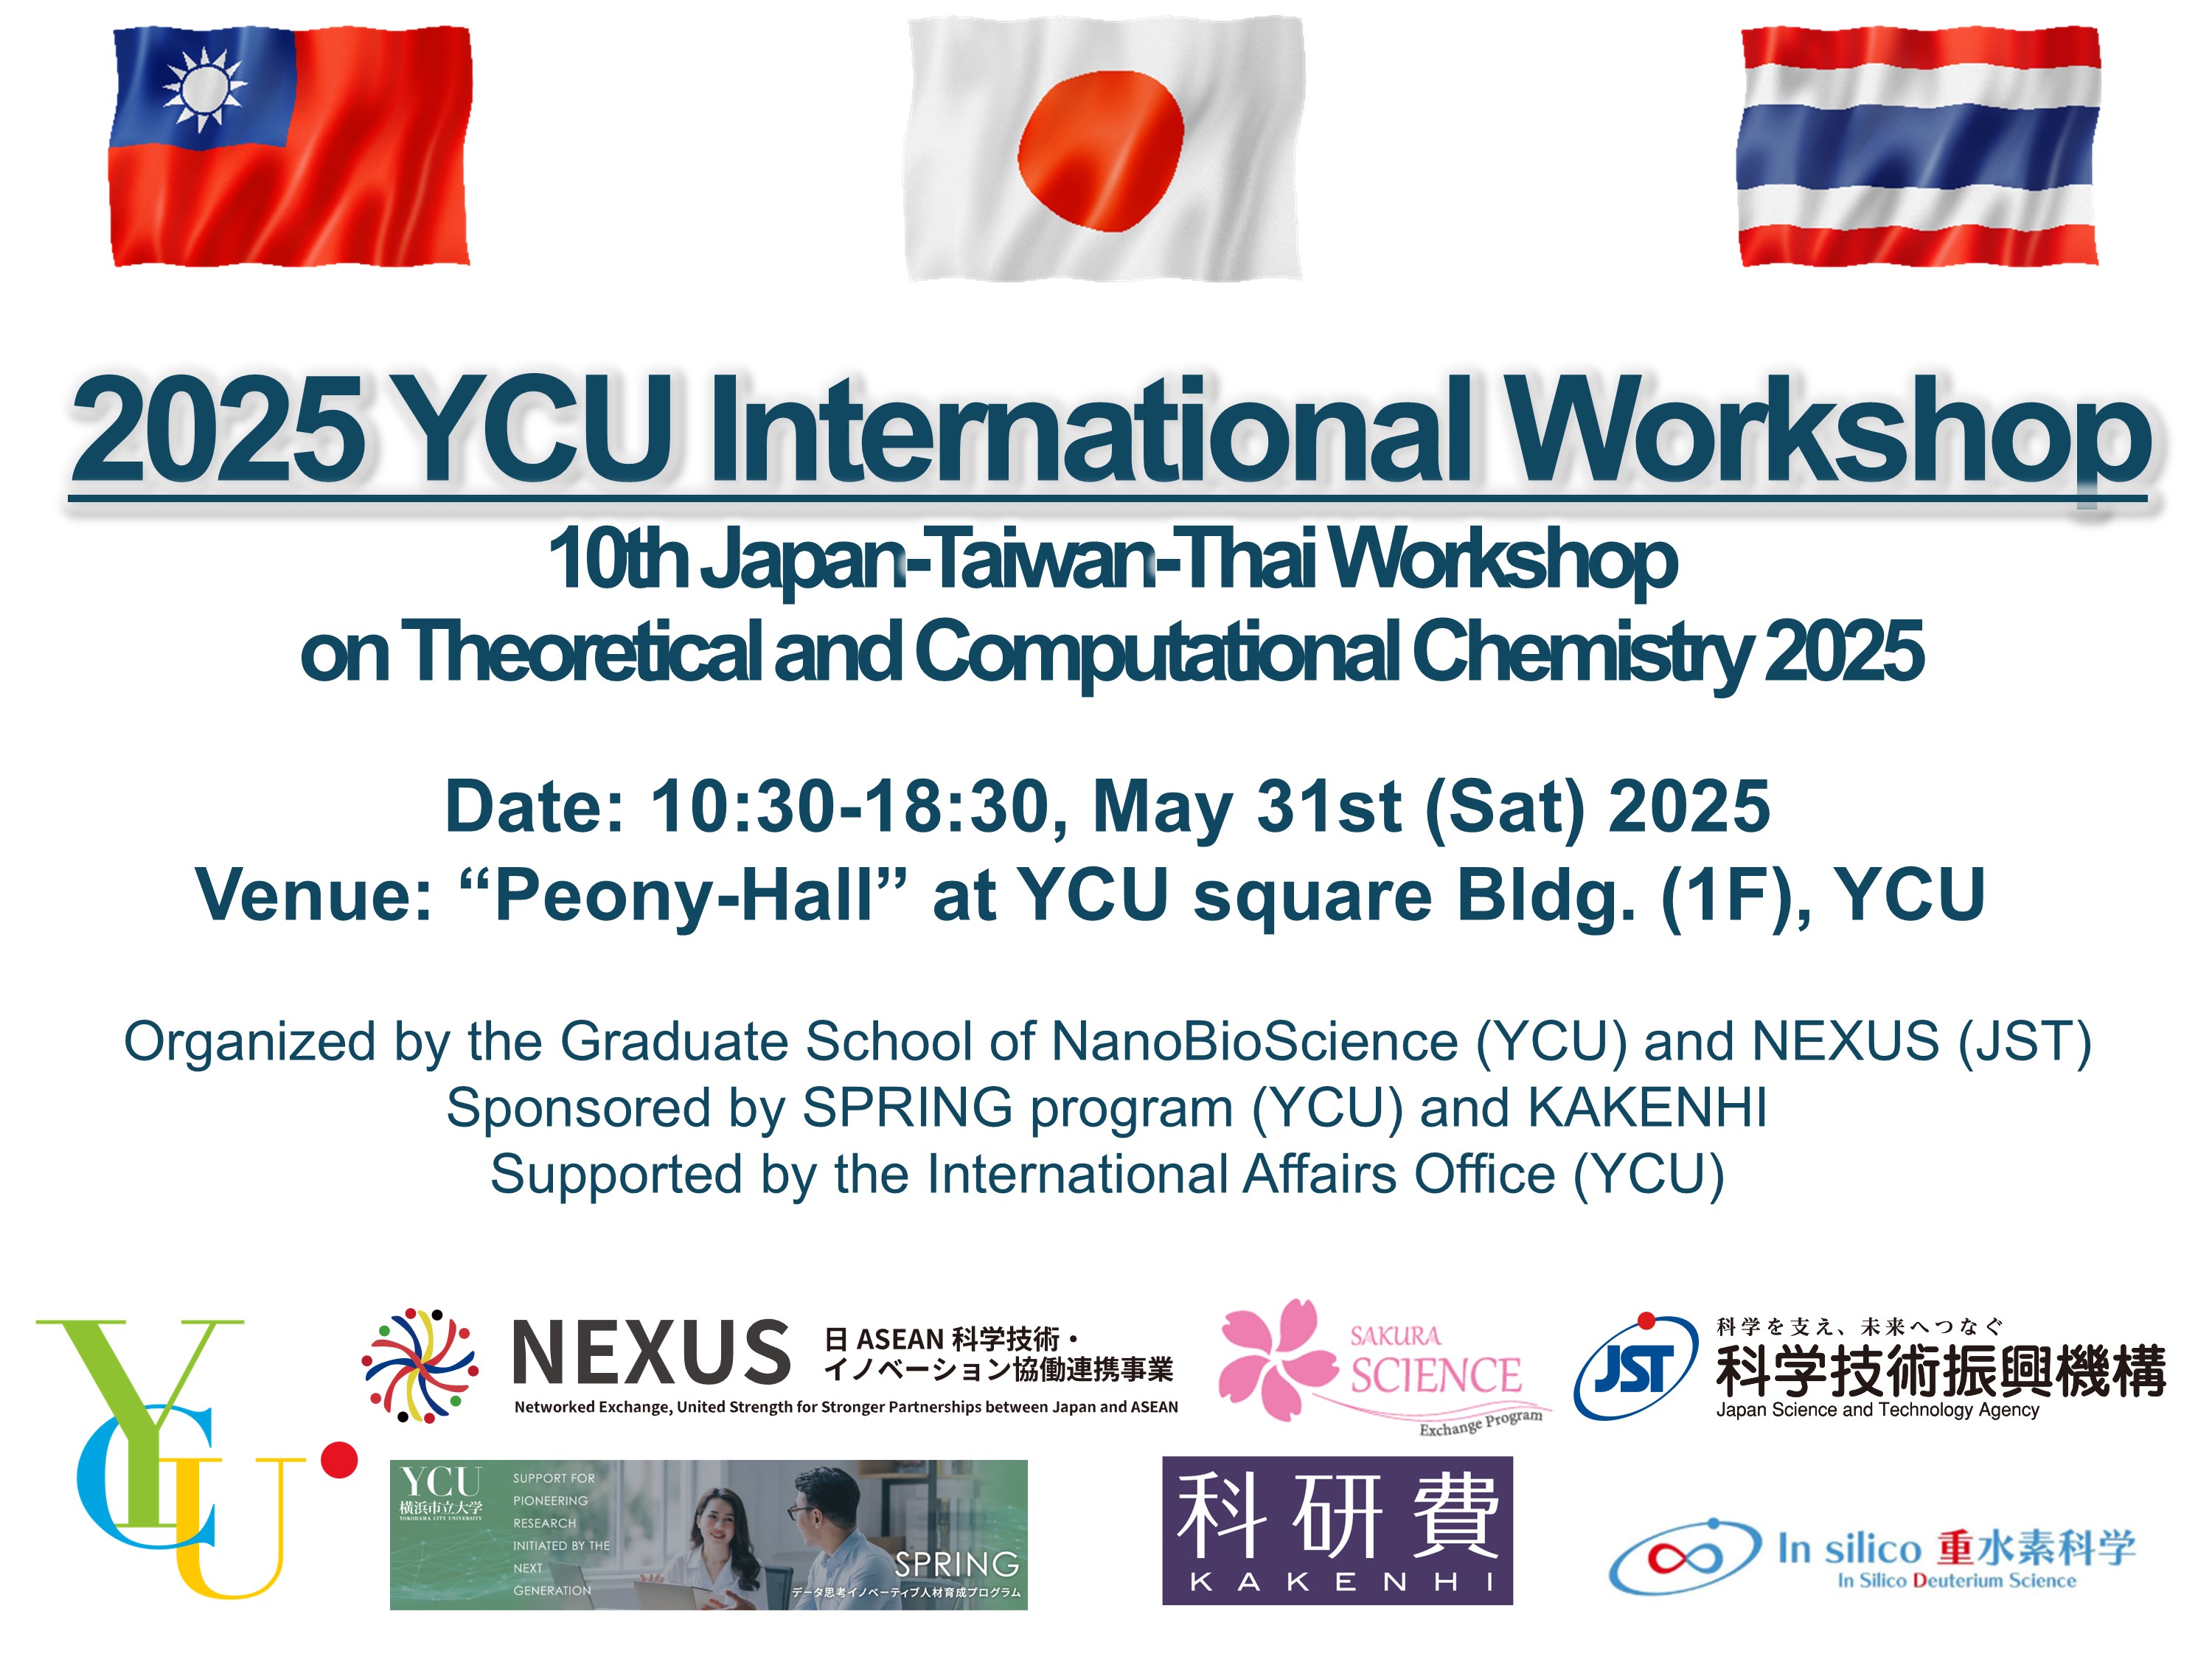 2025 YCU International Workshop
10th Japan-Taiwan-Thai Workshop
on Theoretical and Computational Chemistry 2025
Date: 10:30-18:30, May 31st (Sat) 2025
Venue: “Peony-Hall” at YCU square Bldg. (1F), YCU
Organized by the Graduate School of NanoBioScience (YCU) and NEXUS (JST)
Sponsored by SPRING program (YCU) and KAKENHI
Supported by the International Affairs Office (YCU)
YCU
NEXUS
日 ASEAN 科学技術・
イノベーション協働連携事業
Networked Exchange, United Strength for Stronger Partnerships between Japan and ASEAN
SAKURA
SCIENCE
Exchange Program
JST
科学を支え、未来へつなぐ
科学技術振興機構
Japan Science and Technology Agency
YCU
横浜市立大学
YOKOHAMA CITY UNIVERSITY
SUPPORT FOR
PIONEERING
RESEARCH
INITIATED BY THE
NEXT
GENERATION
SPRING
データ思考イノベーティブ人材育成プログラム
科研費
KAKENHI
In silico 重水素科学
In Silico Deuterium Science